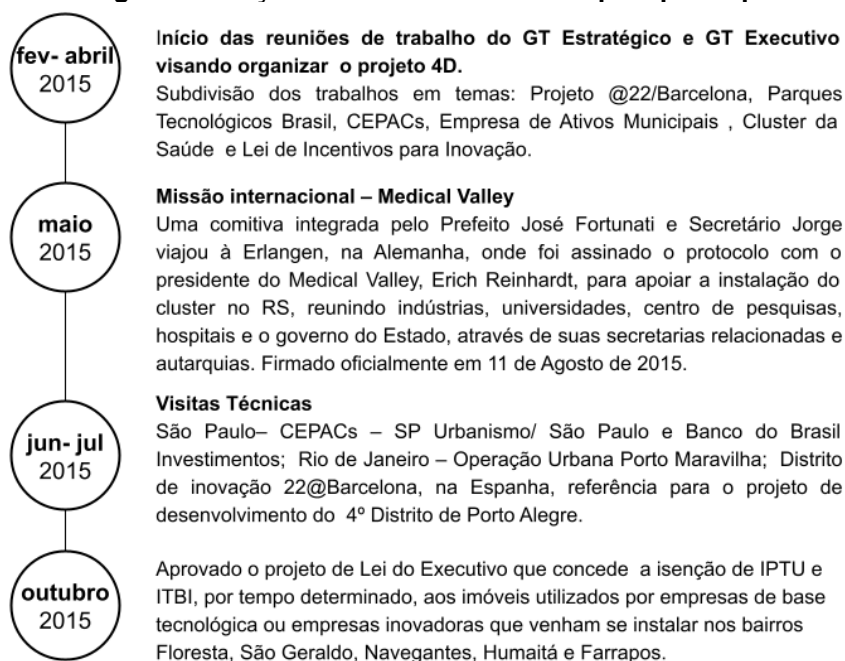 fev- abril
2015
Início das reuniões de trabalho do GT Estratégico e GT Executivo
visando organizar o projeto 4D.
Subdivisão dos trabalhos em temas: Projeto @22/Barcelona, Parques
Tecnológicos Brasil, CEPACs, Empresa de Ativos Municipais , Cluster da
Saúde e Lei de Incentivos para Inovação.
maio
2015
Missão internacional – Medical Valley
Uma comitiva integrada pelo Prefeito José Fortunati e Secretário Jorge
viajou à Erlangen, na Alemanha, onde foi assinado o protocolo com o
presidente do Medical Valley, Erich Reinhardt, para apoiar a instalação do
cluster no RS, reunindo indústrias, universidades, centro de pesquisas,
hospitais e o governo do Estado, através de suas secretarias relacionadas e
autarquias. Firmado oficialmente em 11 de Agosto de 2015.
jun- jul
2015
Visitas Técnicas
São Paulo– CEPACs – SP Urbanismo/ São Paulo e Banco do Brasil
Investimentos; Rio de Janeiro – Operação Urbana Porto Maravilha; Distrito
de inovação 22@Barcelona, na Espanha, referência para o projeto de
desenvolvimento do 4º Distrito de Porto Alegre.
outubro
2015
Aprovado o projeto de Lei do Executivo que concede a isenção de IPTU e
ITBI, por tempo determinado, aos imóveis utilizados por empresas de base
tecnológica ou empresas inovadoras que venham se instalar nos bairros
Floresta, São Geraldo, Navegantes, Humaitá e Farrapos.